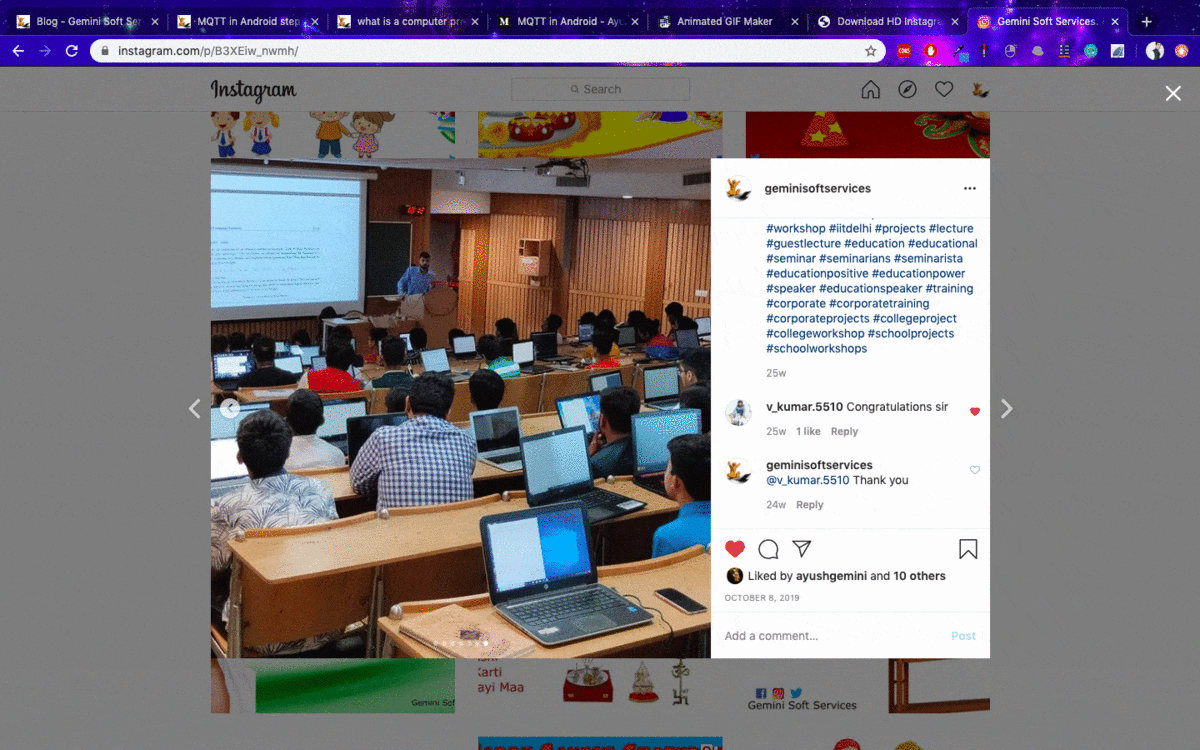 Blog - Gemini Soft Ser
MQTT in Android step
what is a computer pro
MQTT in Android - Ayu
Animated GIF Maker
Download HD Instagra
Gemini Soft Services.
instagram.com/p/B3XEiw_nwmh/
Instagram
Search
geminisoftservices
#workshop #iitdelhi #projects #lecture
#guestlecture #education #educational
#seminar #seminarians #seminarista
#educationpositive #educationpower
#speaker #educationspeaker #training
#corporate #corporatetraining
#corporateprojects #collegeproject
#collegeworkshop #schoolprojects
#schoolworkshops
25w
v_kumar.5510 Congratulations sir
25w 1 like Reply
geminisoftservices
@v_kumar.5510 Thank you
24w Reply
Liked by ayushgemini and 10 others
OCTOBER 8, 2019
Add a comment... Post
Karti
ayi Maa
Gemini Sof
Gemini Soft Services